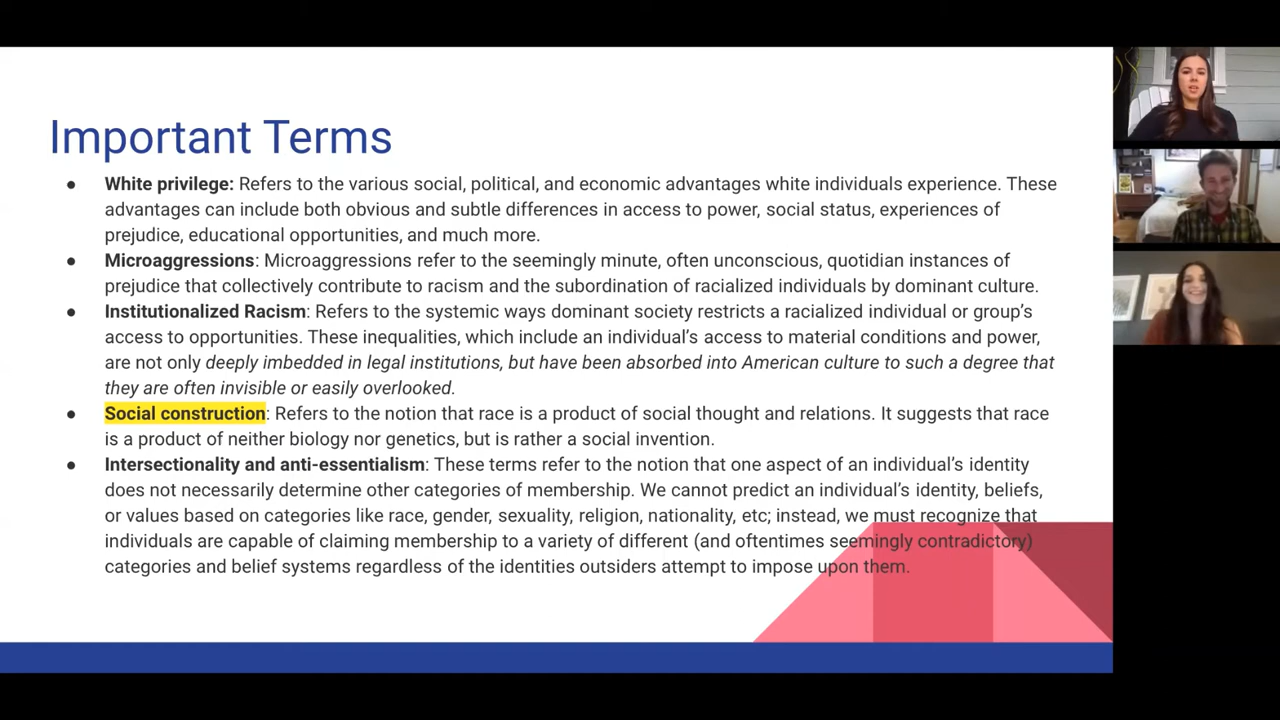 Important Terms
● White privilege: Refers to the various social, political, and economic advantages white individuals experience. These
advantages can include both obvious and subtle differences in access to power, social status, experiences of
prejudice, educational opportunities, and much more.
● Microaggressions: Microaggressions refer to the seemingly minute, often unconscious, quotidian instances of
prejudice that collectively contribute to racism and the subordination of racialized individuals by dominant culture.
● Institutionalized Racism: Refers to the systemic ways dominant society restricts a racialized individual or group's
access to opportunities. These inequalities, which include an individual's access to material conditions and power,
are not only deeply imbedded in legal institutions, but have been absorbed into American culture to such a degree that
they are often invisible or easily overlooked.
● Social construction: Refers to the notion that race is a product of social thought and relations. It suggests that race
is a product of neither biology nor genetics, but is rather a social invention.
● Intersectionality and anti-essentialism: These terms refer to the notion that one aspect of an individual's identity
does not necessarily determine other categories of membership. We cannot predict an individual's identity, beliefs,
or values based on categories like race, gender, sexuality, religion, nationality, etc; instead, we must recognize that
individuals are capable of claiming membership to a variety of different (and oftentimes seemingly contradictory)
categories and belief systems regardless of the identities outsiders attempt to impose upon them.